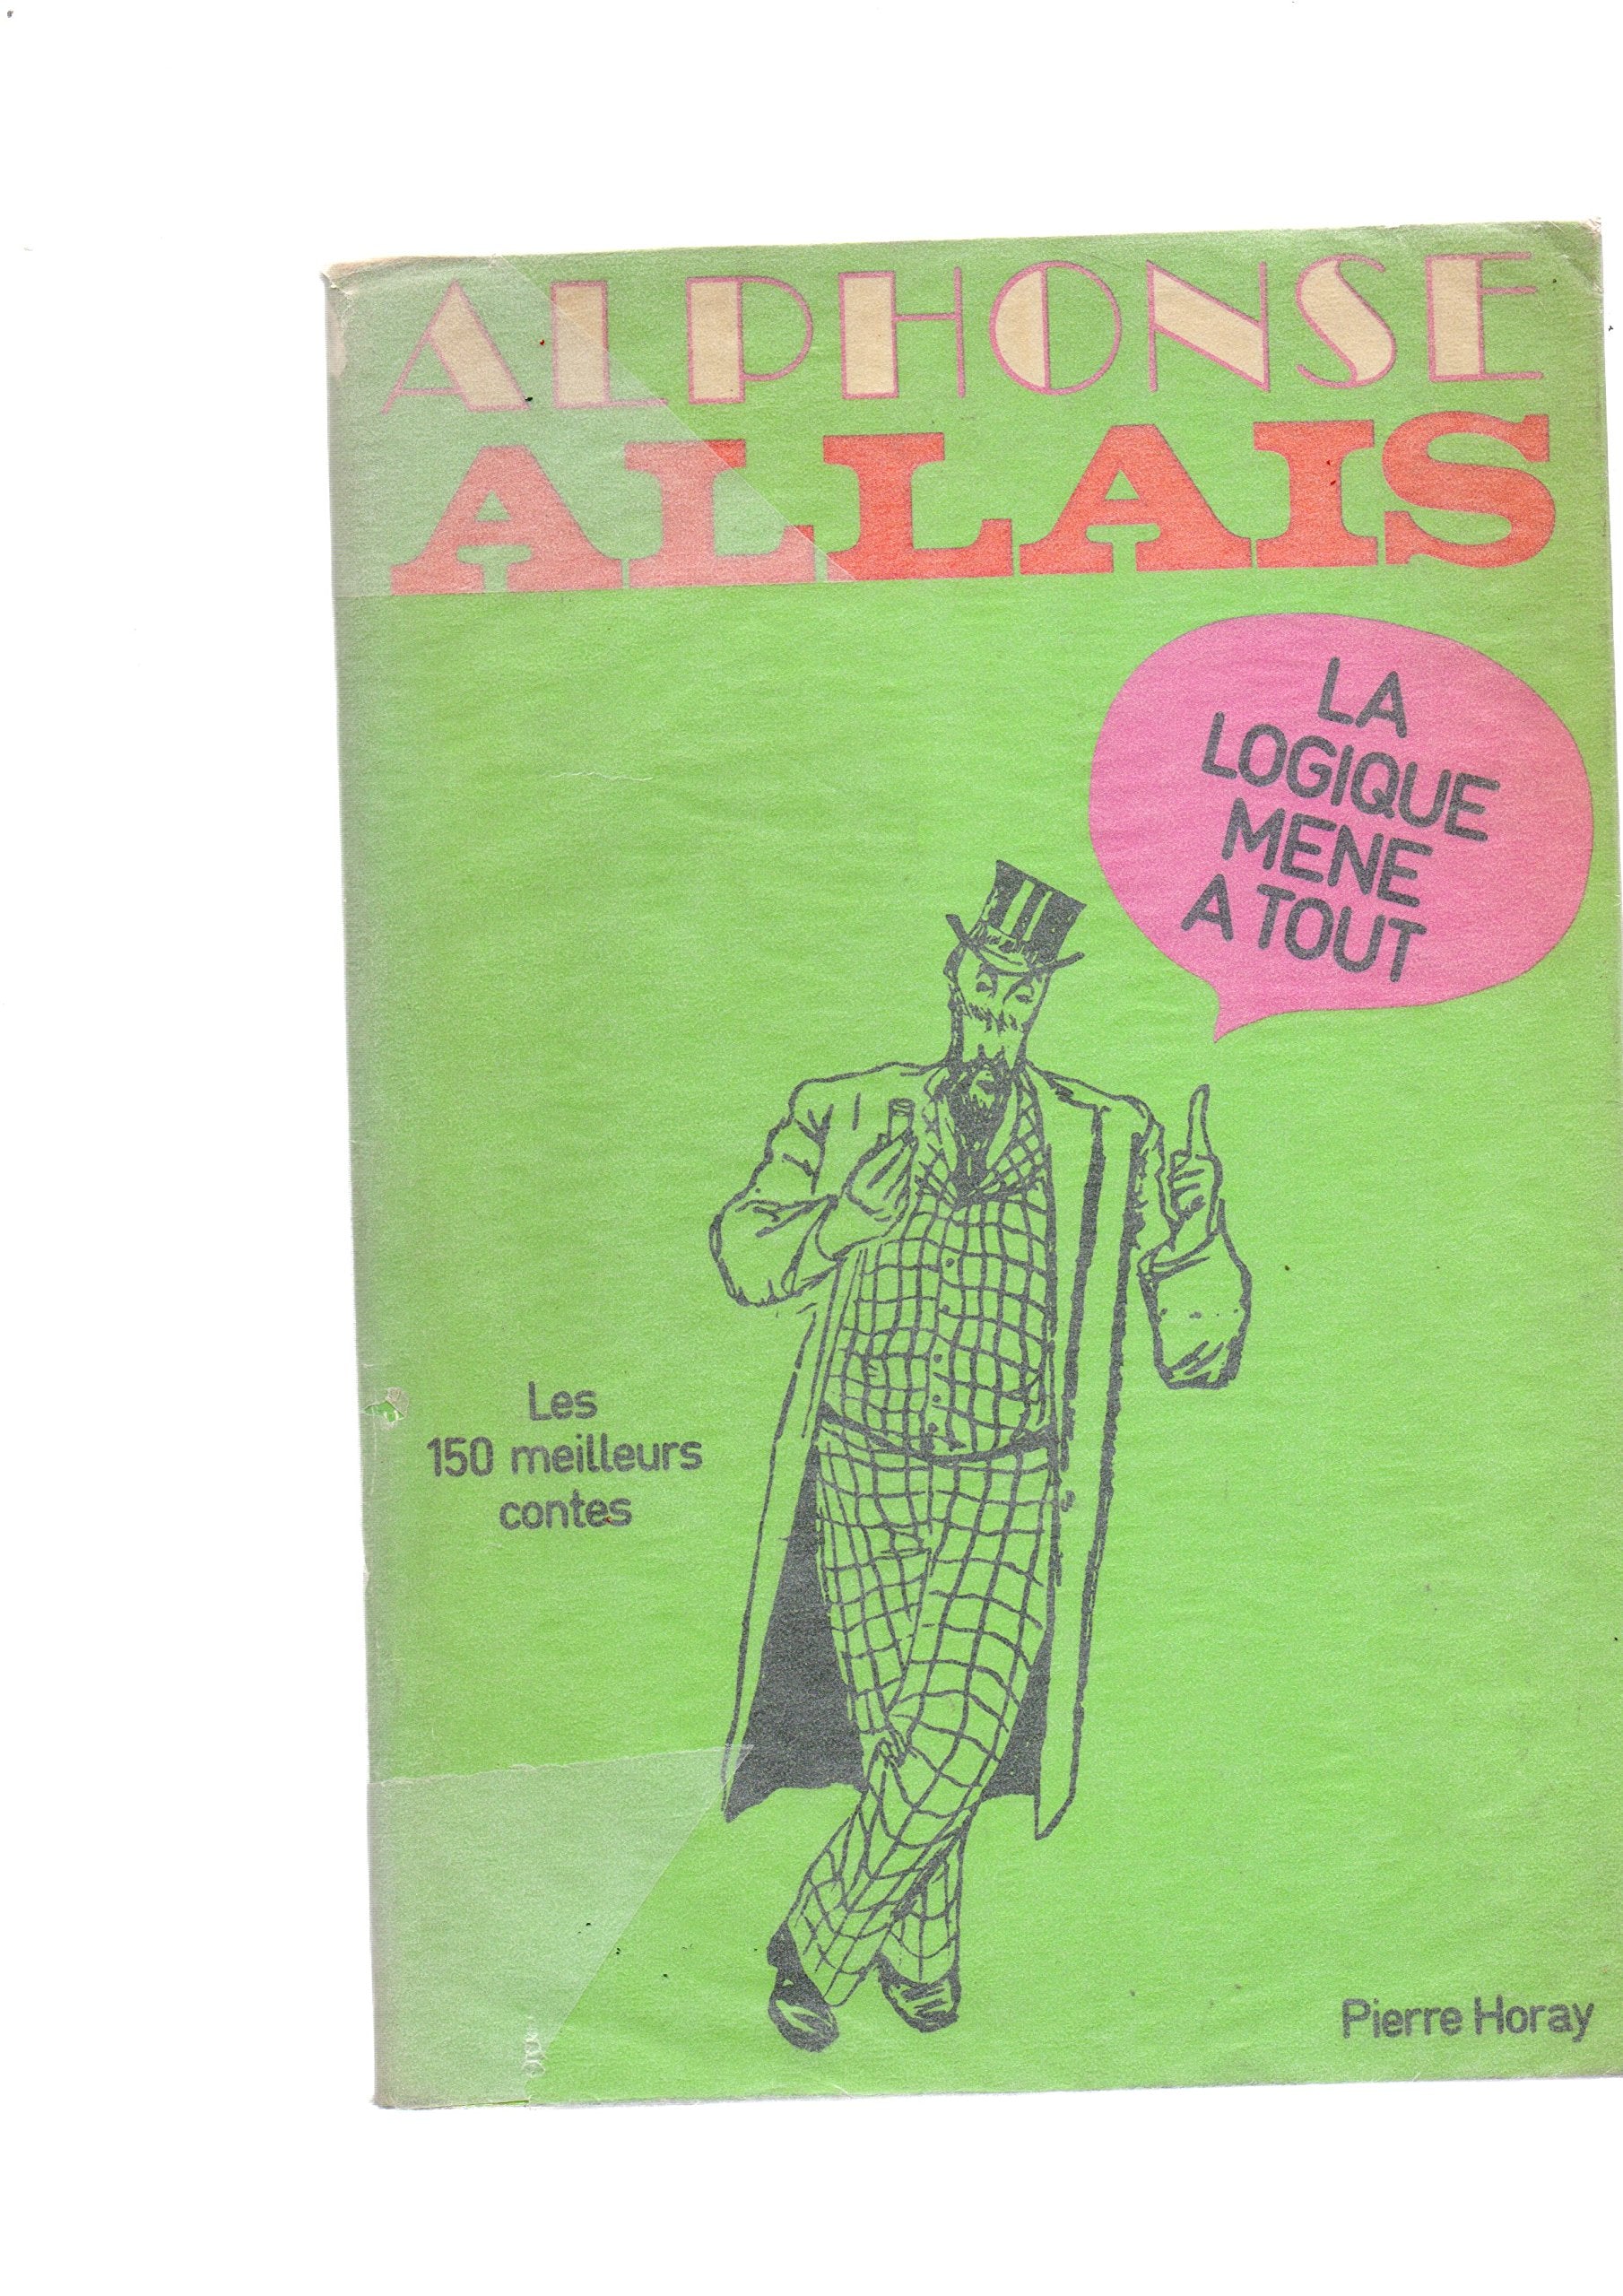 ALPHONSE
ALLAIS
LA
LOGIQUE
MENE
A TOUT
Les
150 meilleurs
contes
Pierre Horay